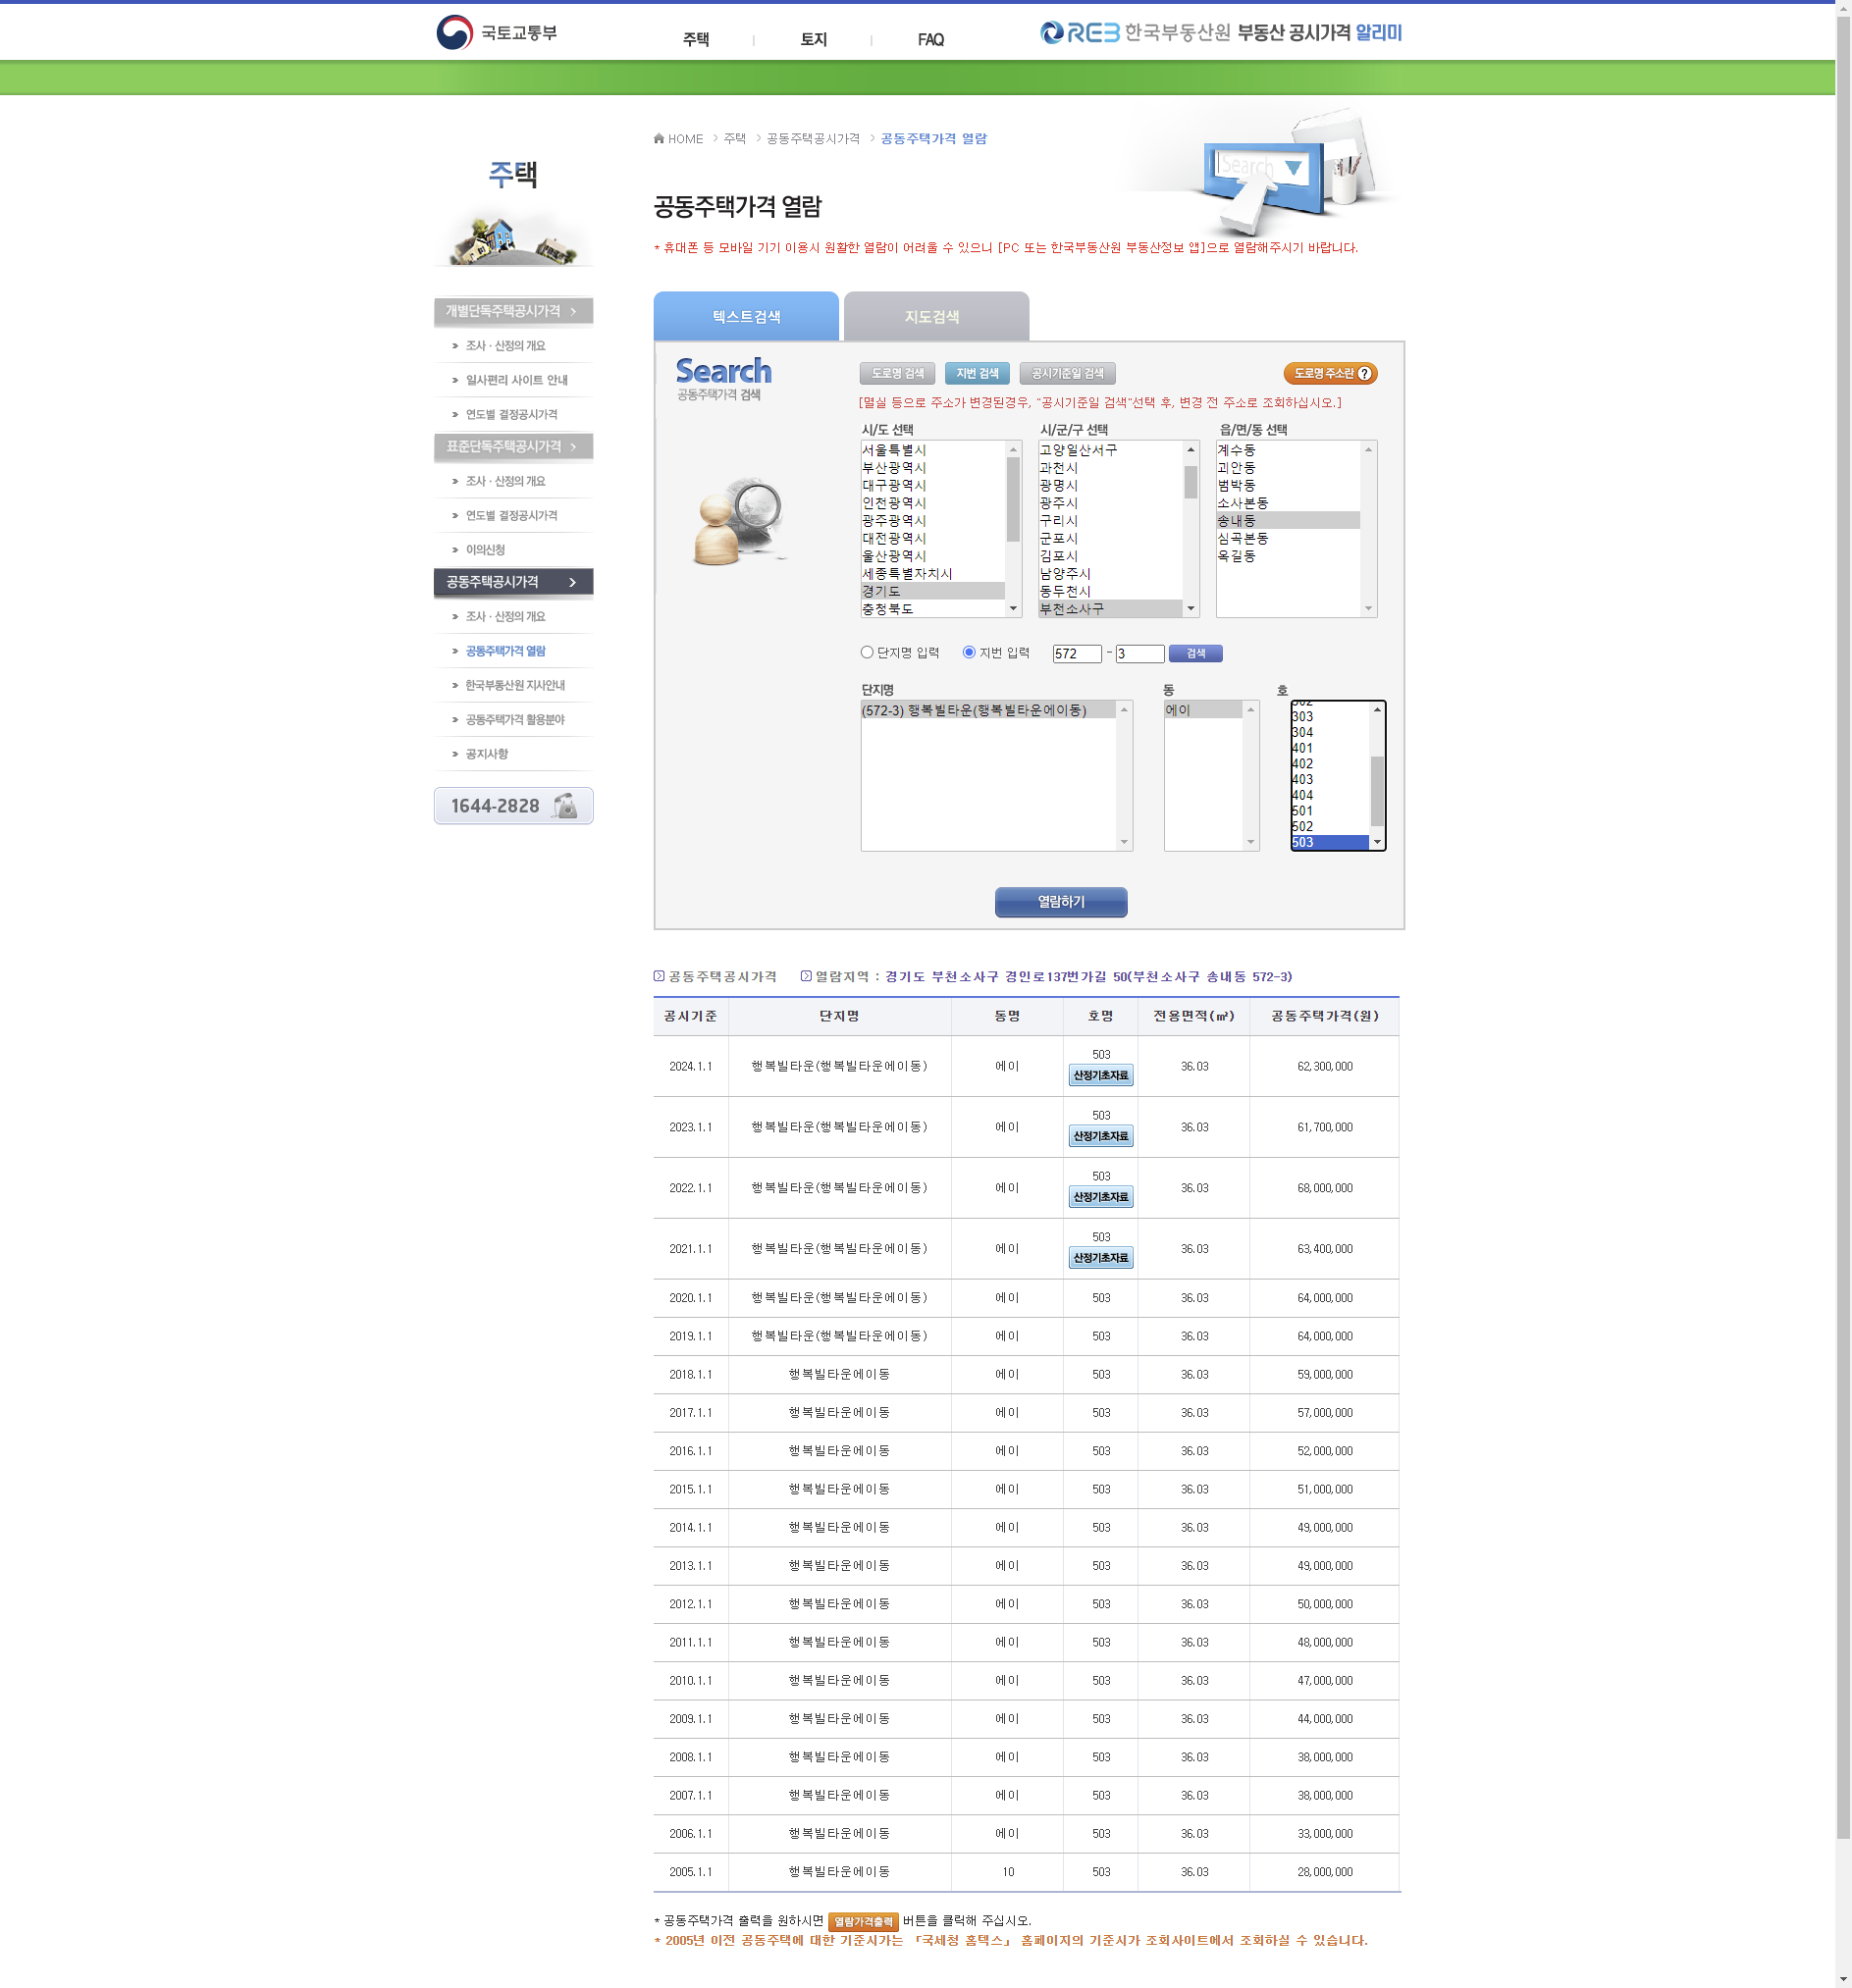 국토교통부
주택 | 토지 | FAQ
REB 한국부동산원 부동산 공시가격 알리미
HOME > 주택 > 공동주택공시가격 > 공동주택가격 열람
주택
공동주택가격 열람
* 휴대폰 등 모바일 기기 이용시 원활한 열람이 어려울 수 있으니 [PC 또는 한국부동산원 부동산정보 앱]으로 열람해주시기 바랍니다.
Search
개별단독주택공시가격
조사 · 산정의 개요
일사편리 사이트 안내
연도별 결정공시가격
표준단독주택공시가격
조사 · 산정의 개요
연도별 결정공시가격
이의신청
공동주택공시가격
조사 · 산정의 개요
공동주택가격 열람
한국부동산원 지사안내
공동주택가격 활용분야
공지사항
1644-2828
텍스트검색 지도검색
Search
공동주택가격 검색
도로명 검색 지번 검색 공시기준일 검색 도로명 주소란 ?
[멸실 등으로 주소가 변경된경우, "공시기준일 검색"선택 후, 변경 전 주소로 조회하십시오.]
시/도 선택
서울특별시
부산광역시
대구광역시
인천광역시
광주광역시
대전광역시
울산광역시
세종특별자치시
경기도
충청북도
시/군/구 선택
고양일산서구
과천시
광명시
광주시
구리시
군포시
김포시
남양주시
동두천시
부천소사구
읍/면/동 선택
계수동
괴안동
범박동
소사본동
송내동
심곡본동
옥길동
단지명 입력 지번 입력 572 - 3 검색
단지명
(572-3) 행복빌타운(행복빌타운에이동)
동
에이
호
302
303
304
401
402
403
404
501
502
503
열람하기
공동주택공시가격 열람지역 : 경기도 부천소사구 경인로137번가길 50(부천소사구 송내동 572-3)
공시기준 단지명 동명 호명 전용면적(㎡) 공동주택가격(원)
2024.1.1 행복빌타운(행복빌타운에이동) 에이 503 산정기초자료 36.03 62,300,000
2023.1.1 행복빌타운(행복빌타운에이동) 에이 503 산정기초자료 36.03 61,700,000
2022.1.1 행복빌타운(행복빌타운에이동) 에이 503 산정기초자료 36.03 68,000,000
2021.1.1 행복빌타운(행복빌타운에이동) 에이 503 산정기초자료 36.03 63,400,000
2020.1.1 행복빌타운(행복빌타운에이동) 에이 503 36.03 64,000,000
2019.1.1 행복빌타운(행복빌타운에이동) 에이 503 36.03 64,000,000
2018.1.1 행복빌타운에이동 에이 503 36.03 59,000,000
2017.1.1 행복빌타운에이동 에이 503 36.03 57,000,000
2016.1.1 행복빌타운에이동 에이 503 36.03 52,000,000
2015.1.1 행복빌타운에이동 에이 503 36.03 51,000,000
2014.1.1 행복빌타운에이동 에이 503 36.03 49,000,000
2013.1.1 행복빌타운에이동 에이 503 36.03 49,000,000
2012.1.1 행복빌타운에이동 에이 503 36.03 50,000,000
2011.1.1 행복빌타운에이동 에이 503 36.03 48,000,000
2010.1.1 행복빌타운에이동 에이 503 36.03 47,000,000
2009.1.1 행복빌타운에이동 에이 503 36.03 44,000,000
2008.1.1 행복빌타운에이동 에이 503 36.03 38,000,000
2007.1.1 행복빌타운에이동 에이 503 36.03 38,000,000
2006.1.1 행복빌타운에이동 에이 503 36.03 33,000,000
2005.1.1 행복빌타운에이동 10 503 36.03 28,000,000
* 공동주택가격 출력을 원하시면 열람가격출력 버튼을 클릭해 주십시오.
* 2005년 이전 공동주택에 대한 기준시가는 「국세청 홈텍스」 홈페이지의 기준시가 조회사이트에서 조회하실 수 있습니다.